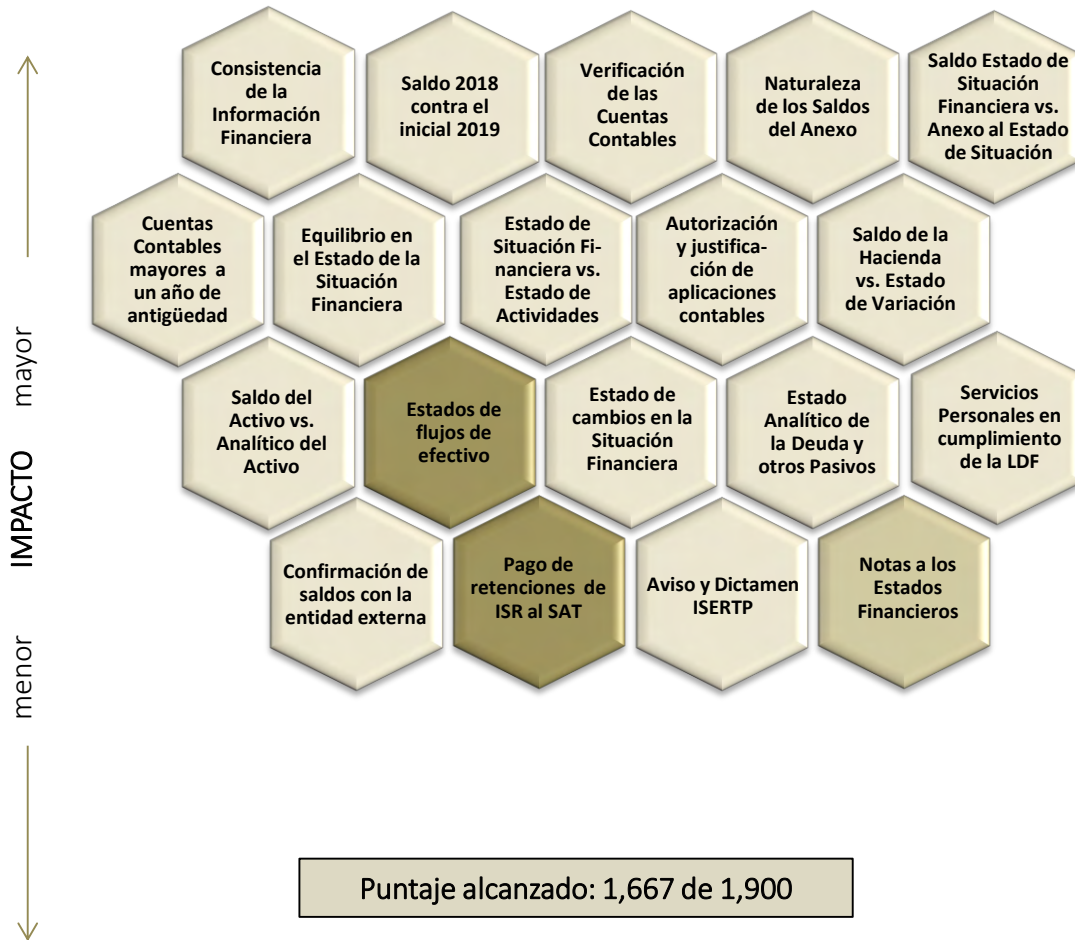 Consistencia
de la
Información
Financiera
Saldo 2018
contra el
inicial 2019
Verificación
de las
Cuentas
Contables
Naturaleza
de los Saldos
del Anexo
Saldo Estado de
Situación
Financiera vs.
Anexo al Estado
de Situación
Cuentas
Contables
mayores a
un año de
antigüedad
Equilibrio en
el Estado de la
Situación
Financiera
Estado de
Situación Fi-
nanciera vs.
Estado de
Actividades
Autorización
y justifica-
ción de
aplicaciones
contables
Saldo de la
Hacienda
vs. Estado
de Variación
Saldo del
Activo vs.
Analítico del
Activo
Estados de
flujos de
efectivo
Estado de
cambios en la
Situación
Financiera
Estado
Analítico de
la Deuda y
otros Pasivos
Servicios
Personales en
cumplimiento
de la LDF
Confirmación de
saldos con la
entidad externa
Pago de
retenciones de
ISR al SAT
Aviso y Dictamen
ISERTP
Notas a los
Estados
Financieros
menor IMPACTO mayor
Puntaje alcanzado: 1,667 de 1,900